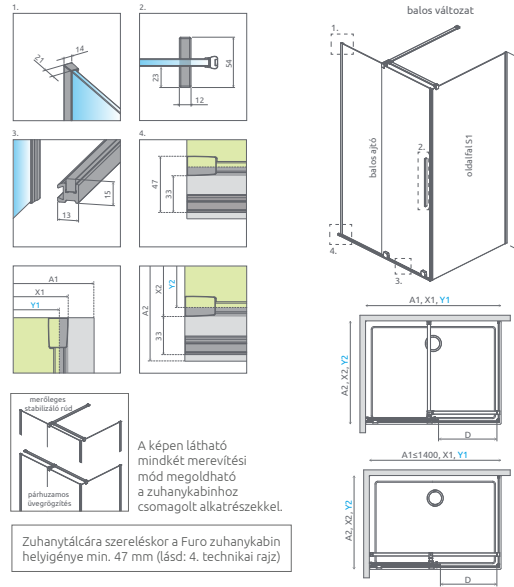 1.
14
21
2.
54
23
12
3.
15
13
4.
47
33
A1
X1
Y1
A2
X2
Y2
33
merőleges
stabilizáló rúd
párhuzamos
üvegrögzítés
A képen látható
mindkét merevítési
mód megoldható
a zuhanykabinhoz
csomagolt alkatrészekkel.
Zuhanytálcára szereléskor a Furo zuhanykabin
helyigénye min. 47 mm (lásd: 4. technikai rajz)
balos változat
1.
balos ajtó
2.
oldalfal S1
4.
3.
A1, X1, Y1
A2, X2, Y2
D
A1≤1400, X1, Y1
A2, X2, Y2
D